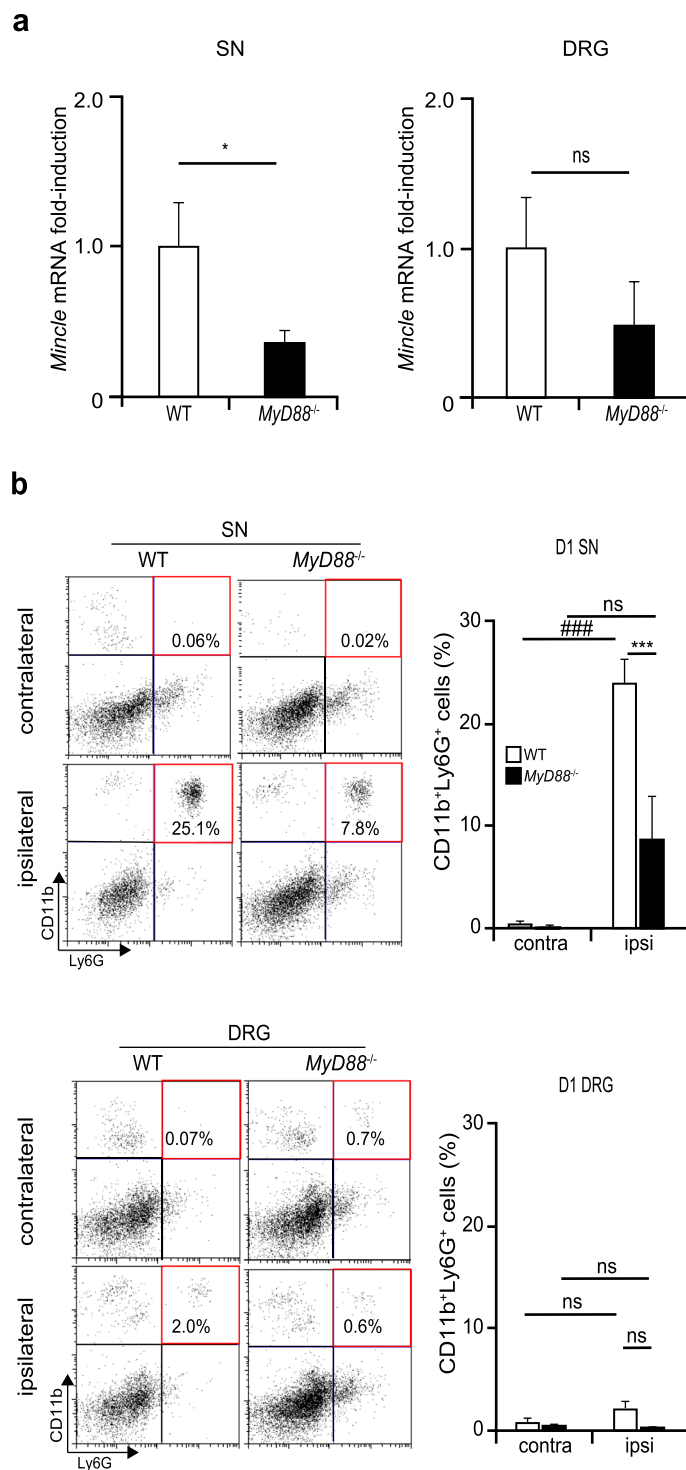 a
SN
DRG
Mincle mRNA fold-induction
2.0
1.0
0
*
WT
MyD88-/-
Mincle mRNA fold-induction
2.0
1.0
0
ns
WT
MyD88-/-
b
SN
WT
MyD88-/-
contralateral
0.06%
0.02%
ipsilateral
25.1%
7.8%
CD11b
Ly6G
D1 SN
CD11b+Ly6G+ cells (%)
30
20
10
0
ns
###
***
WT
MyD88-/-
contra
ipsi
DRG
WT
MyD88-/-
contralateral
0.07%
0.7%
ipsilateral
2.0%
0.6%
CD11b
Ly6G
D1 DRG
CD11b+Ly6G+ cells (%)
30
20
10
0
ns
ns
ns
contra
ipsi